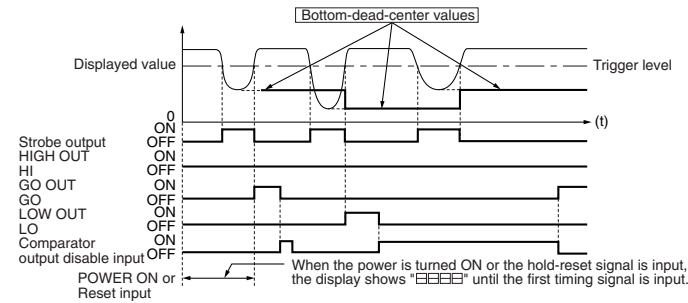 Bottom-dead-center values
Displayed value
Trigger level
0
(t)
Strobe output
ON
OFF
HIGH OUT
HI
ON
OFF
GO OUT
GO
ON
OFF
LOW OUT
LO
ON
OFF
Comparator
output disable input
ON
OFF
POWER ON or
Reset input
When the power is turned ON or the hold-reset signal is input,
the display shows "" until the first timing signal is input.